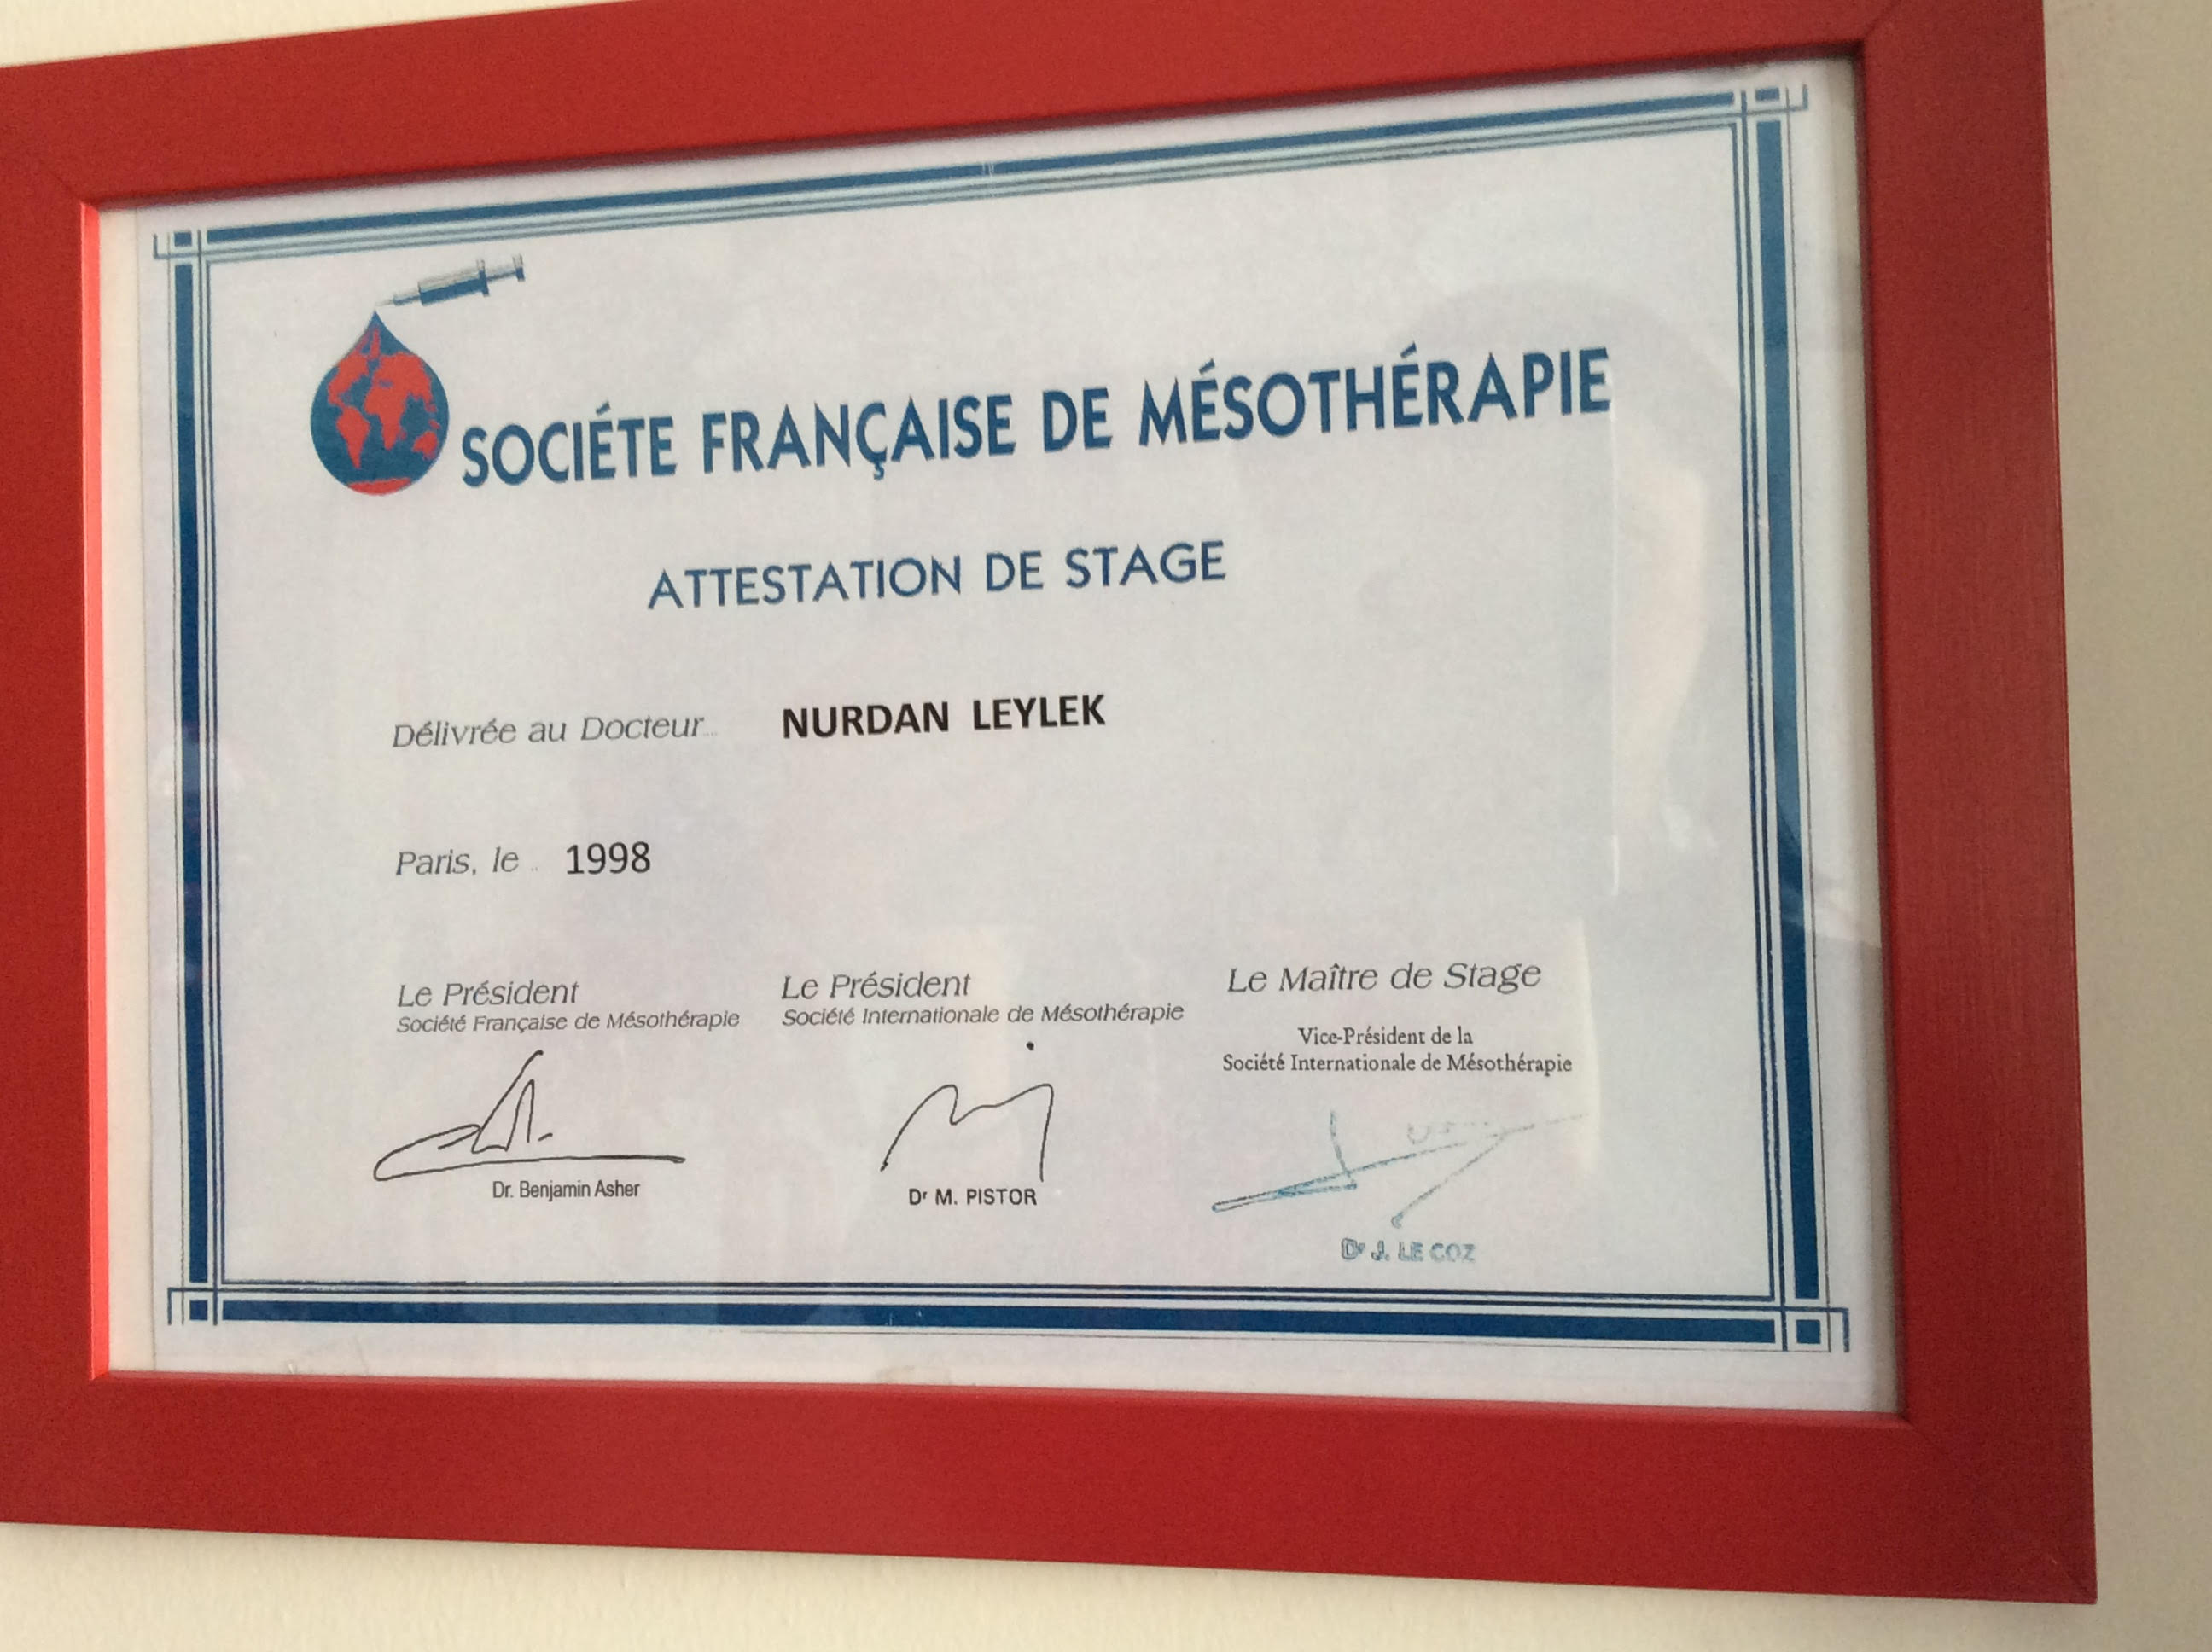 SOCIÉTE FRANÇAISE DE MÉSOTHÉRAPIE
ATTESTATION DE STAGE
Délivrée au Docteur NURDAN LEYLEK
Paris, le 1998
Le Président
Société Française de Mésothérapie
Dr. Benjamin Asher
Le Président
Société Internationale de Mésothérapie
Dr M. PISTOR
Le Maître de Stage
Vice-Président de la
Société Internationale de Mésothérapie
Dr J. LE COZ